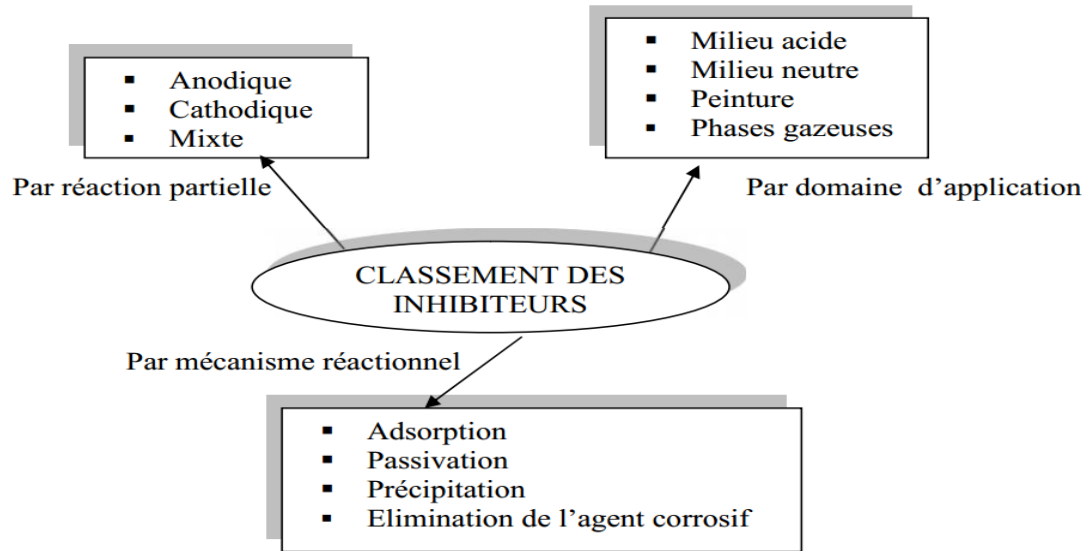 ▪ Anodique
▪ Cathodique
▪ Mixte
▪ Milieu acide
▪ Milieu neutre
▪ Peinture
▪ Phases gazeuses
Par réaction partielle
Par domaine d’application
CLASSEMENT DES
INHIBITEURS
Par mécanisme réactionnel
▪ Adsorption
▪ Passivation
▪ Précipitation
▪ Elimination de l’agent corrosif